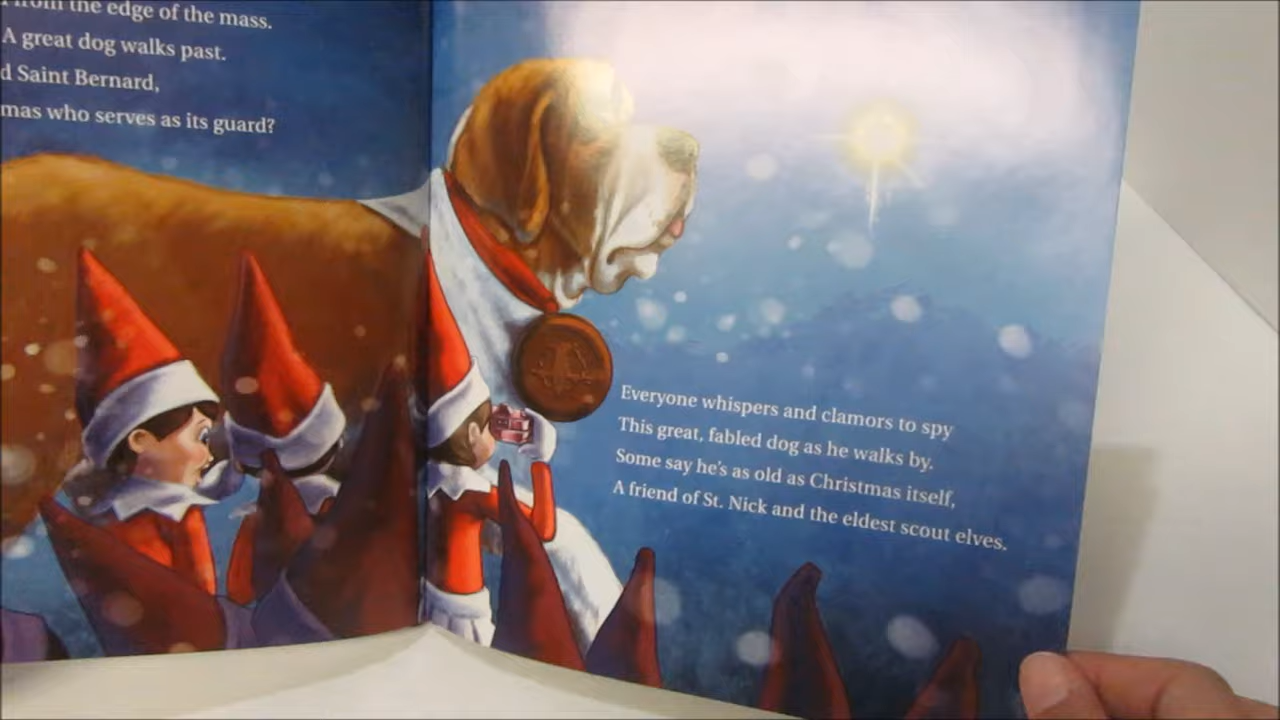 from the edge of the mass.
A great dog walks past.
d Saint Bernard,
mas who serves as its guard?
Everyone whispers and clamors to spy
This great, fabled dog as he walks by.
Some say he's as old as Christmas itself,
A friend of St. Nick and the eldest scout elves.